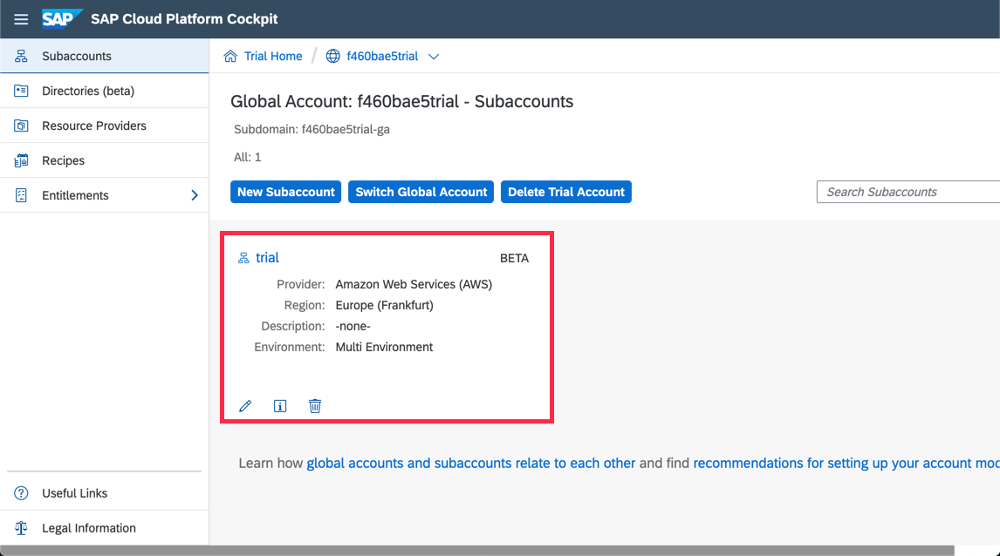 SAP SAP Cloud Platform Cockpit
Subaccounts
Directories (beta)
Resource Providers
Recipes
Entitlements
Useful Links
Legal Information
Trial Home / f460bae5trial
Global Account: f460bae5trial - Subaccounts
Subdomain: f460bae5trial-ga
All: 1
New Subaccount Switch Global Account Delete Trial Account Search Subaccounts
trial BETA
Provider: Amazon Web Services (AWS)
Region: Europe (Frankfurt)
Description: -none-
Environment: Multi Environment
Learn how global accounts and subaccounts relate to each other and find recommendations for setting up your account